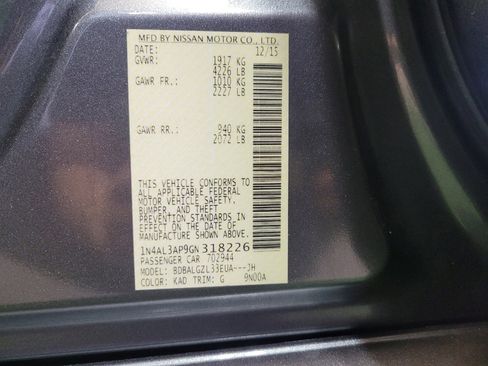 MFD BY NISSAN MOTOR CO., LTD.
DATE: 12/15
GVWR: 1917 KG
4226 LB
GAWR FR.: 1010 KG
2227 LB
GAWR RR.: 940 KG
2072 LB
THIS VEHICLE CONFORMS TO
ALL APPLICABLE FEDERAL
MOTOR VEHICLE SAFETY,
BUMPER, AND THEFT
PREVENTION STANDARDS IN
EFFECT ON THE DATE OF
MANUFACTURE SHOWN ABOVE.
1N4AL3AP9GN318226
PASSENGER CAR 702944
MODEL: BDBALGZL33EUA---JH
COLOR: KAD TRIM: G 9N00A